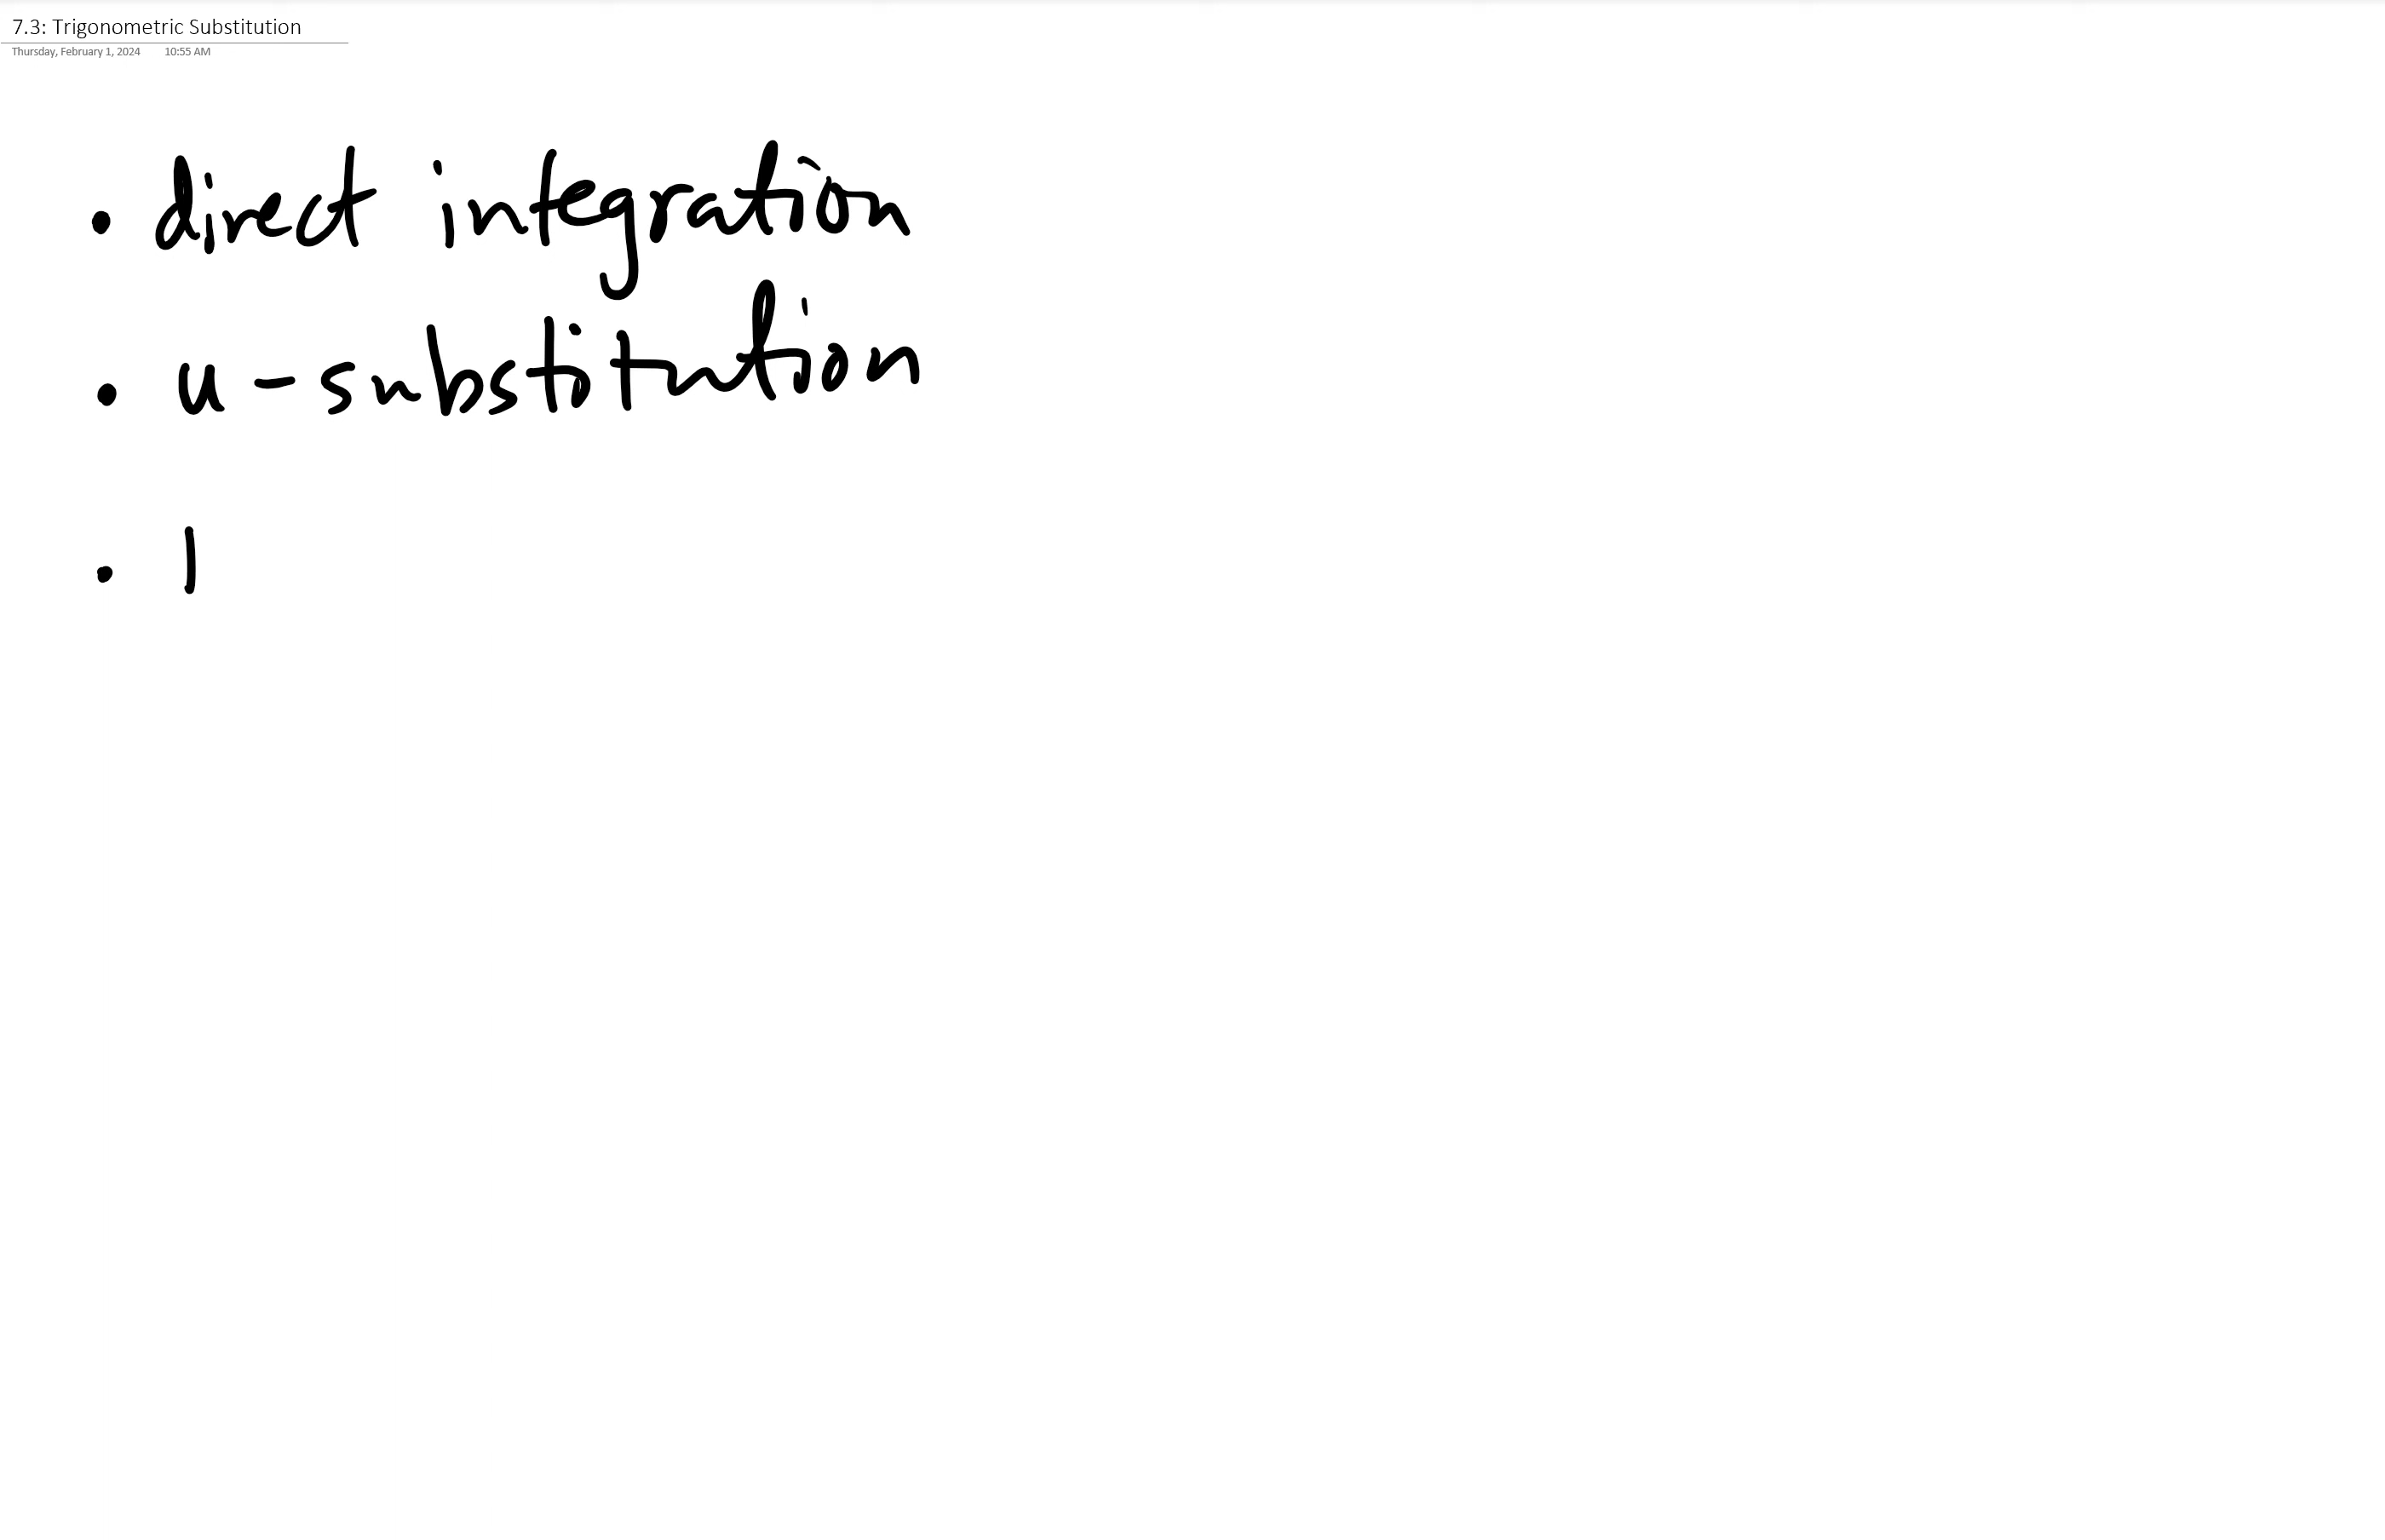 7.3: Trigonometric Substitution
Thursday, February 1, 2024 10:55 AM
• direct integration
• u-substitution
•